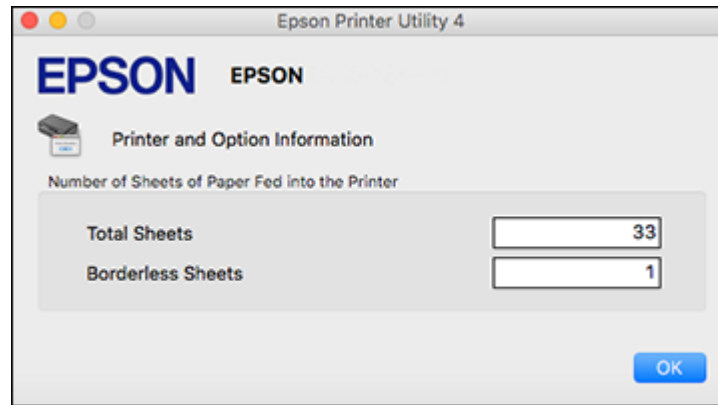 Epson Printer Utility 4
EPSON EPSON
Printer and Option Information
Number of Sheets of Paper Fed into the Printer
Total Sheets 33
Borderless Sheets 1
OK